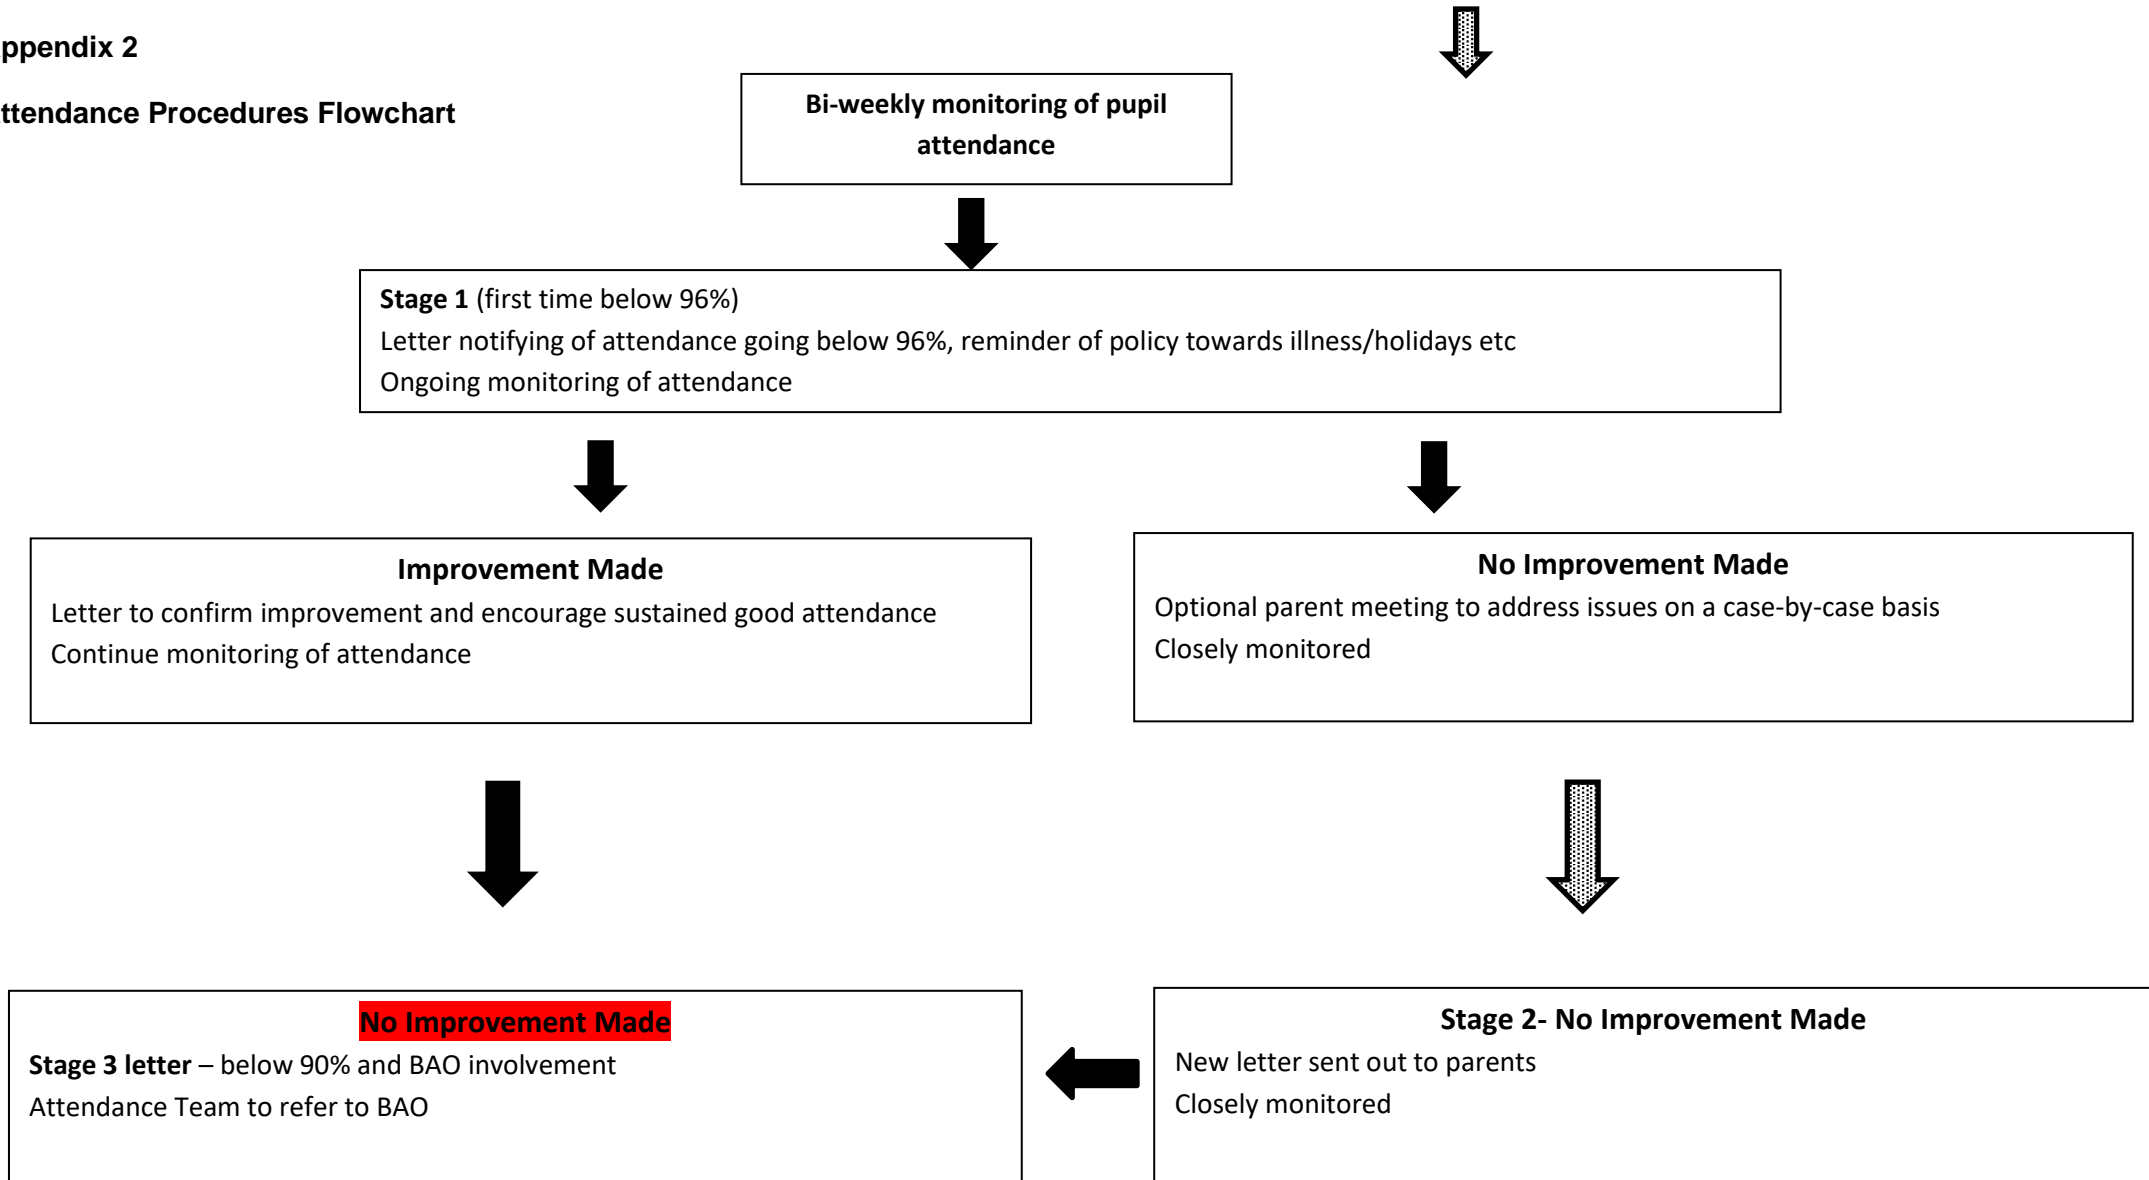 ppendix 2
ttendance Procedures Flowchart
Bi-weekly monitoring of pupil
attendance
Stage 1 (first time below 96%)
Letter notifying of attendance going below 96%, reminder of policy towards illness/holidays etc
Ongoing monitoring of attendance
Improvement Made
Letter to confirm improvement and encourage sustained good attendance
Continue monitoring of attendance
No Improvement Made
Optional parent meeting to address issues on a case-by-case basis
Closely monitored
No Improvement Made
Stage 3 letter – below 90% and BAO involvement
Attendance Team to refer to BAO
Stage 2- No Improvement Made
New letter sent out to parents
Closely monitored